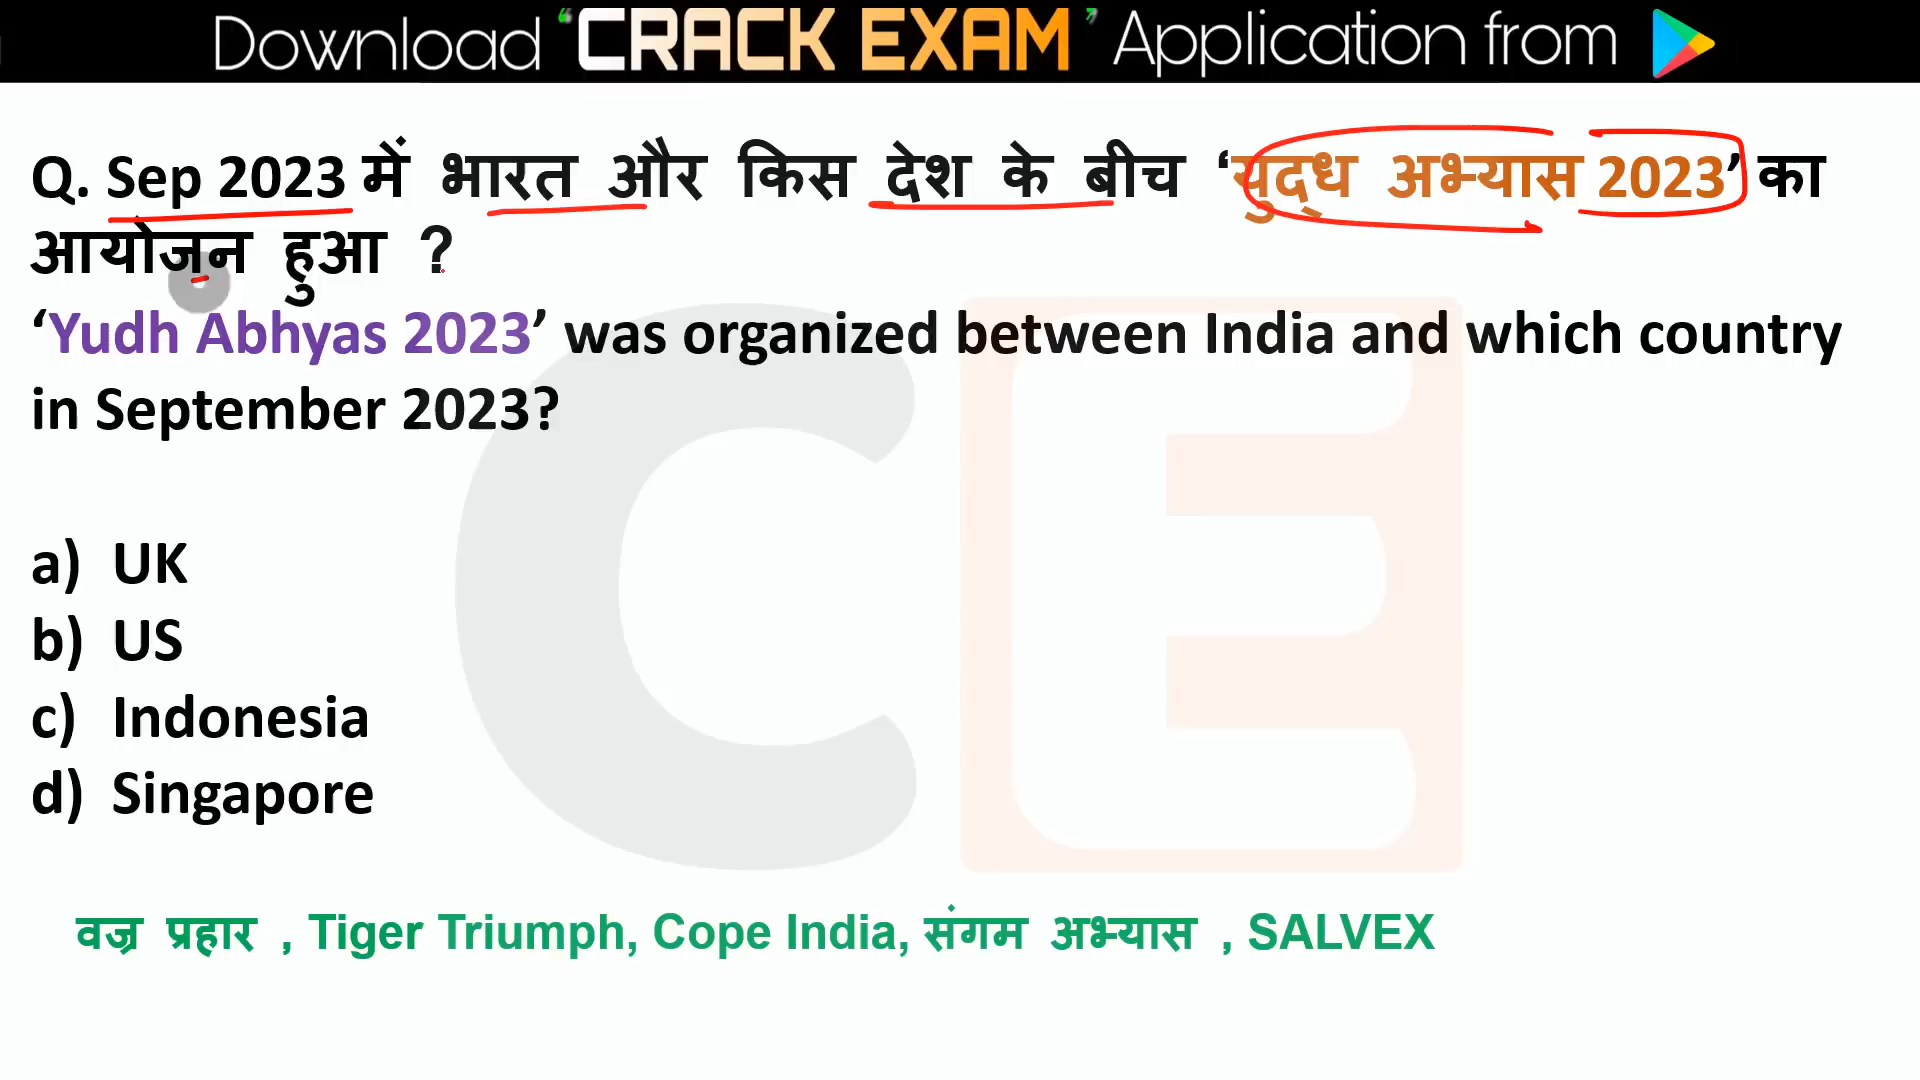 Download ‘CRACK EXAM’ Application from
Q. Sep 2023 में भारत और किस देश के बीच ‘युद्ध अभ्यास 2023’ का
आयोजन हुआ ?
‘Yudh Abhyas 2023’ was organized between India and which country
in September 2023?
a) UK
b) US
c) Indonesia
d) Singapore
वज्र प्रहार , Tiger Triumph, Cope India, संगम अभ्यास , SALVEX
CE